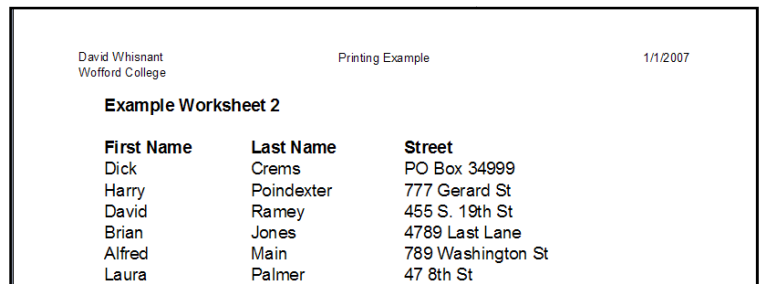 David Whisnant Printing Example 1/1/2007
Wofford College
Example Worksheet 2
First Name Last Name Street
Dick Crems PO Box 34999
Harry Poindexter 777 Gerard St
David Ramey 455 S. 19th St
Brian Jones 4789 Last Lane
Alfred Main 789 Washington St
Laura Palmer 47 8th St